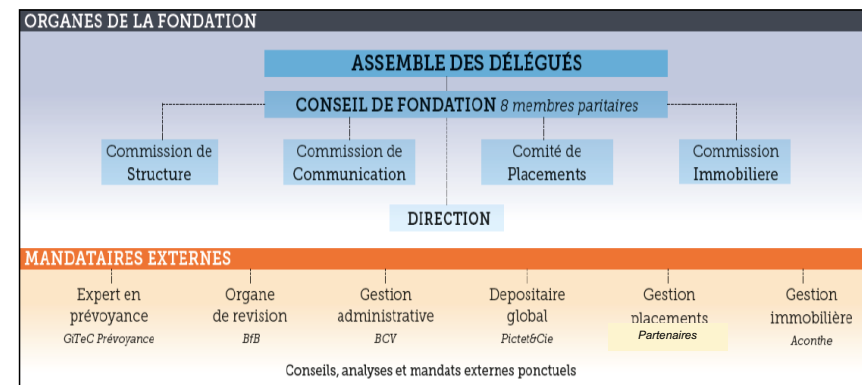 ORGANES DE LA FONDATION
ASSEMBLE DES DÉLÉGUÉS
CONSEIL DE FONDATION 8 membres paritaires
Commission de
Structure
Commission de
Communication
Comité de
Placements
Commission
Immobiliere
DIRECTION
MANDATAIRES EXTERNES
Expert en
prévoyance
GiTeC Prévoyance
Organe
de revision
BfB
Gestion
administrative
BCV
Depositaire
global
Pictet&Cie
Gestion
placements
Partenaires
Gestion
immobilière
Aconthe
Conseils, analyses et mandats externes ponctuels